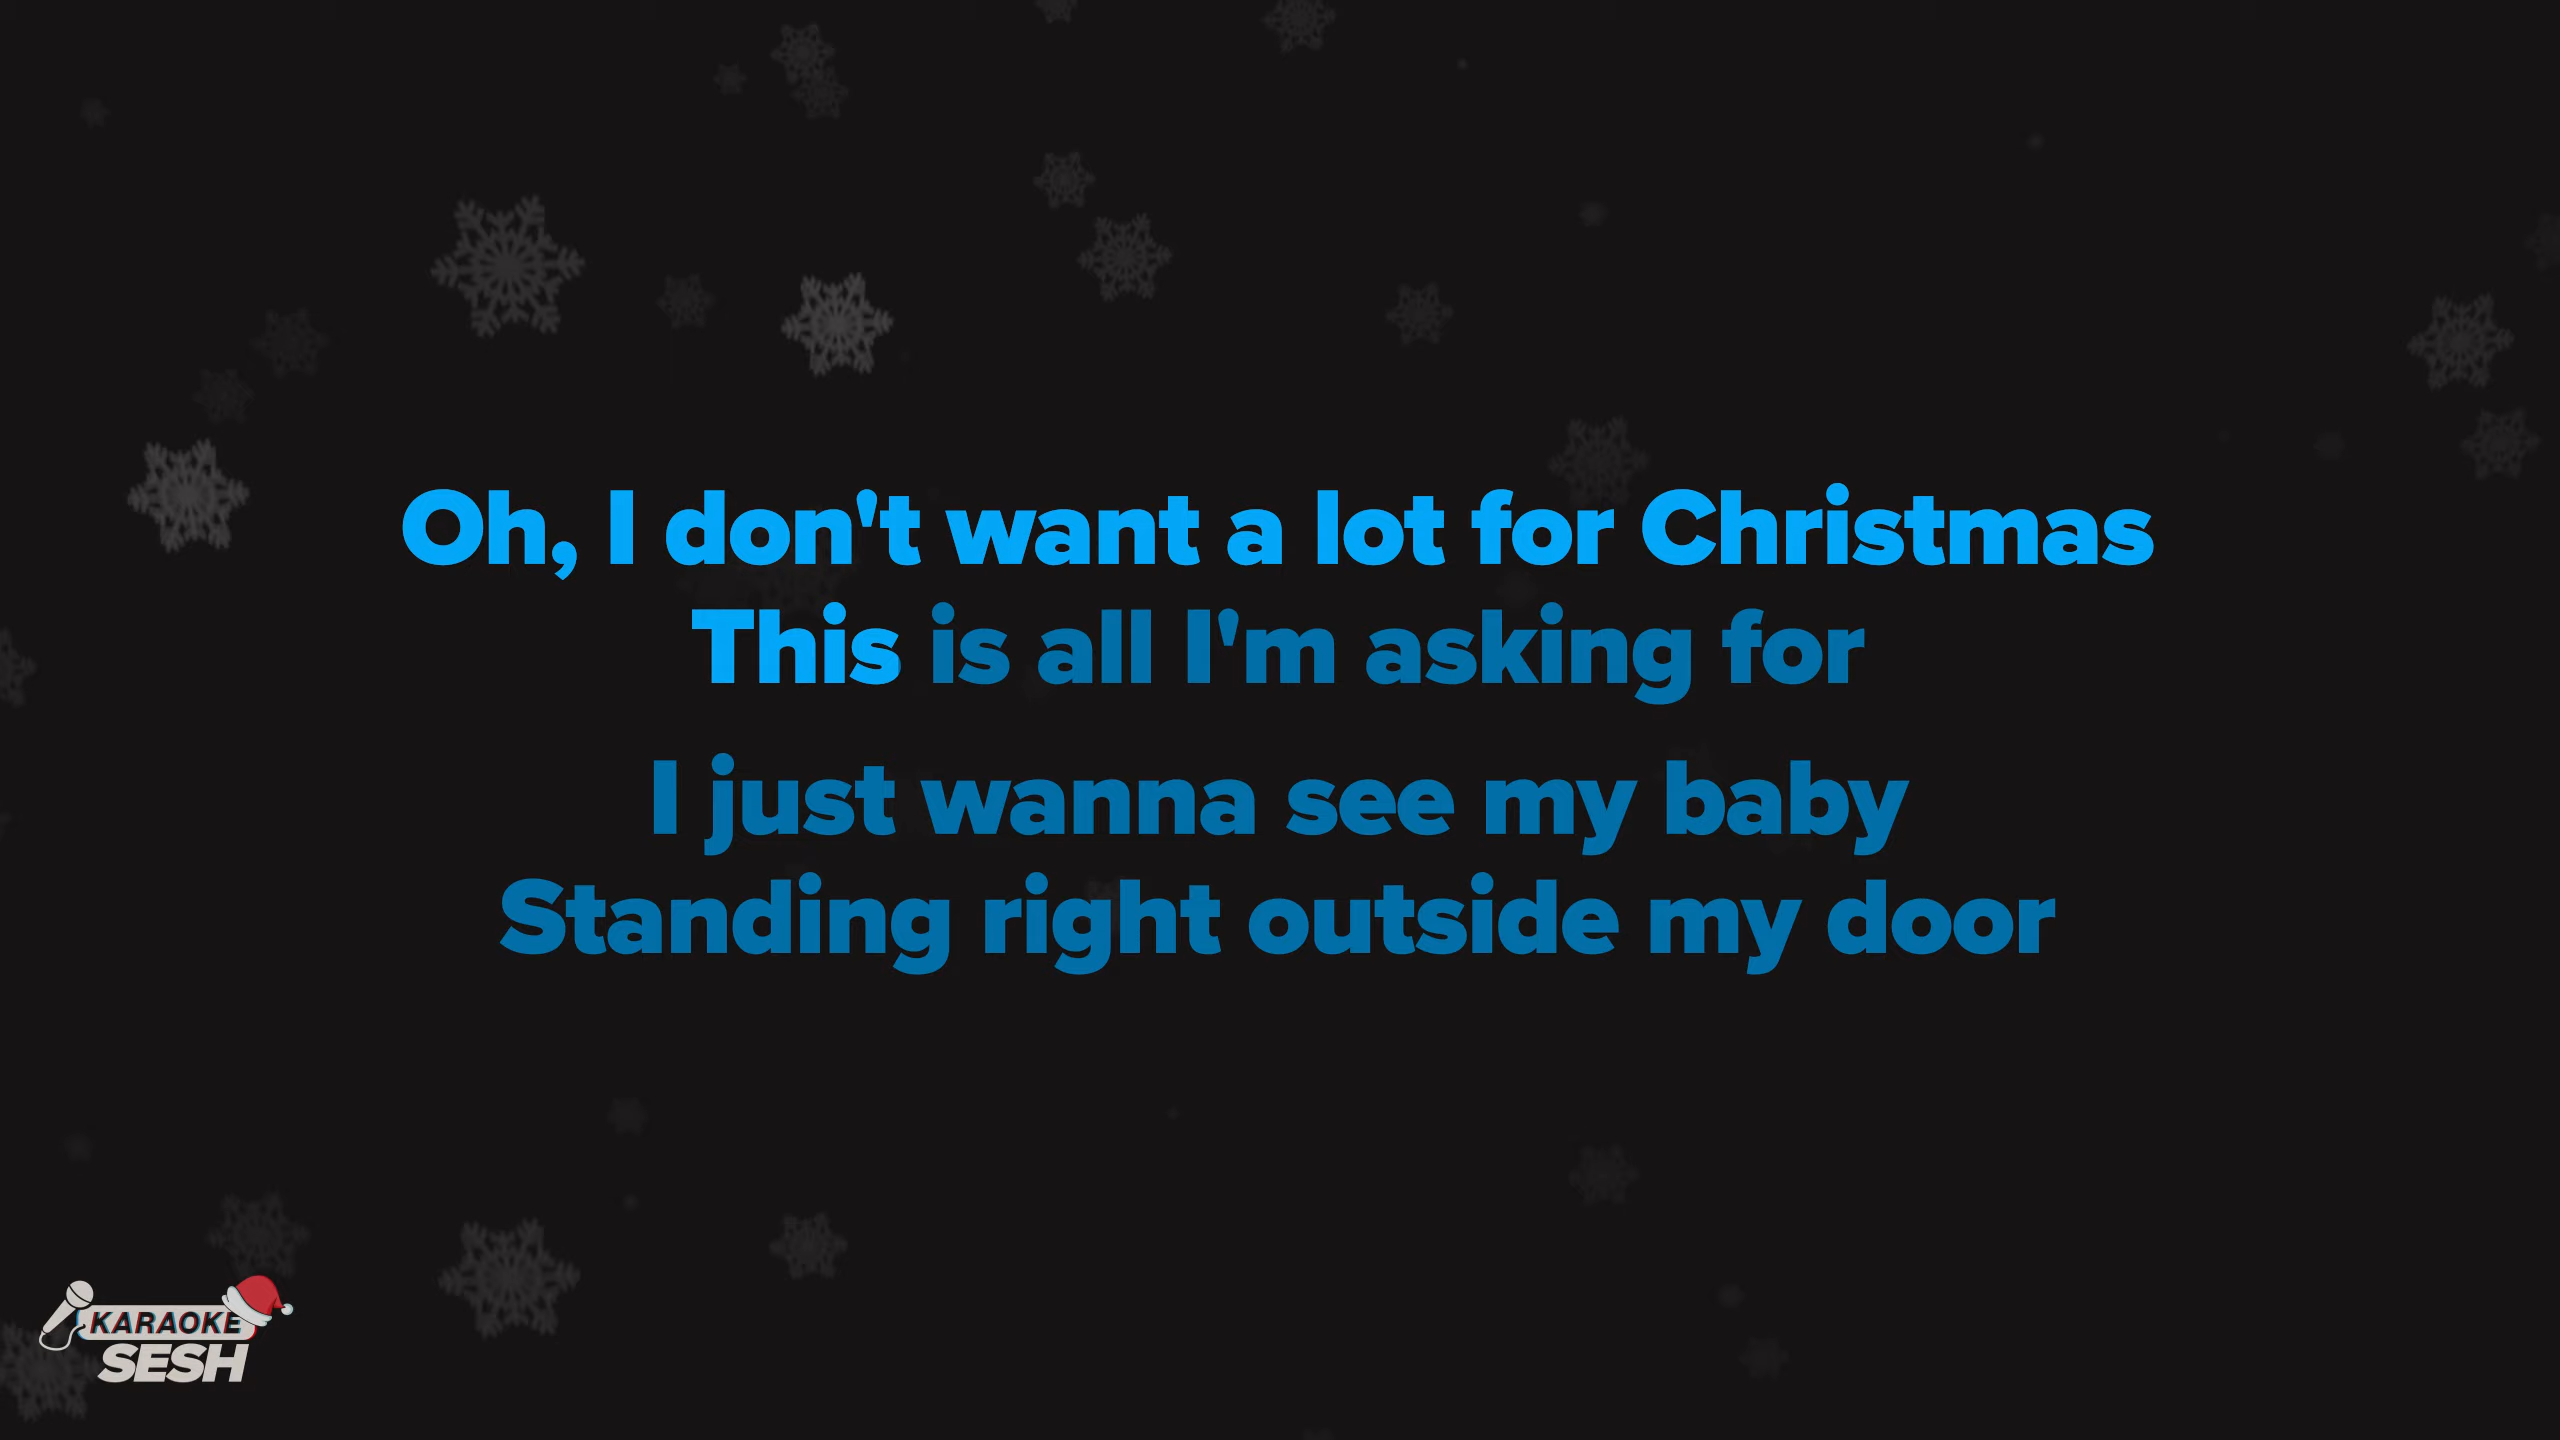 Oh, I don't want a lot for Christmas
This is all I'm asking for
I just wanna see my baby
Standing right outside my door
KARAOKE
SESH